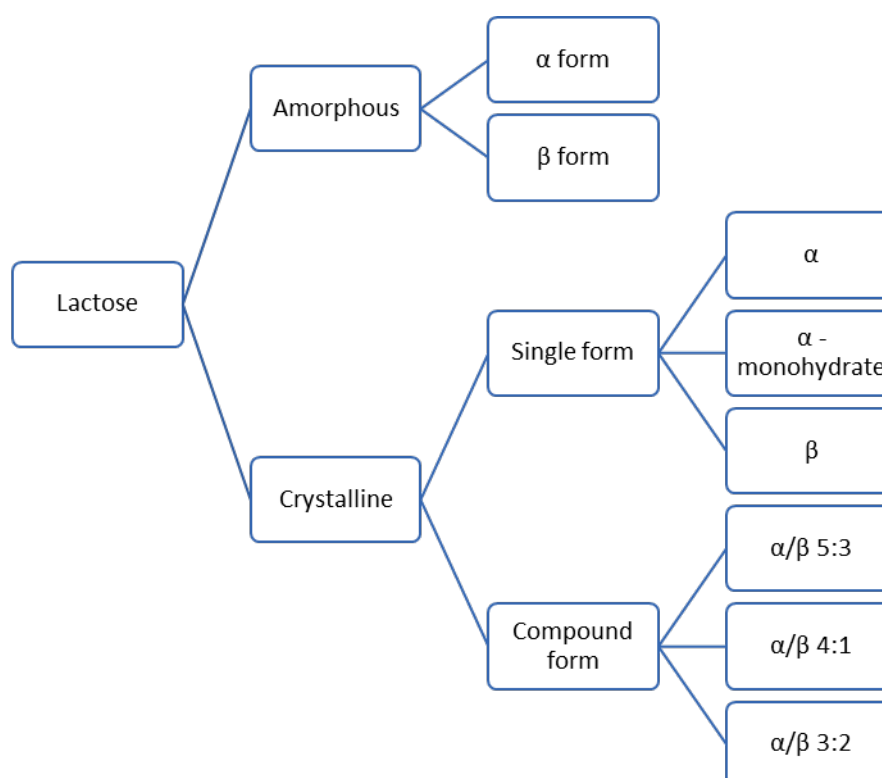 α form
Amorphous
β form
α
Lactose
Single form
α -
monohydrate
β
Crystalline
α/β 5:3
Compound
form
α/β 4:1
α/β 3:2